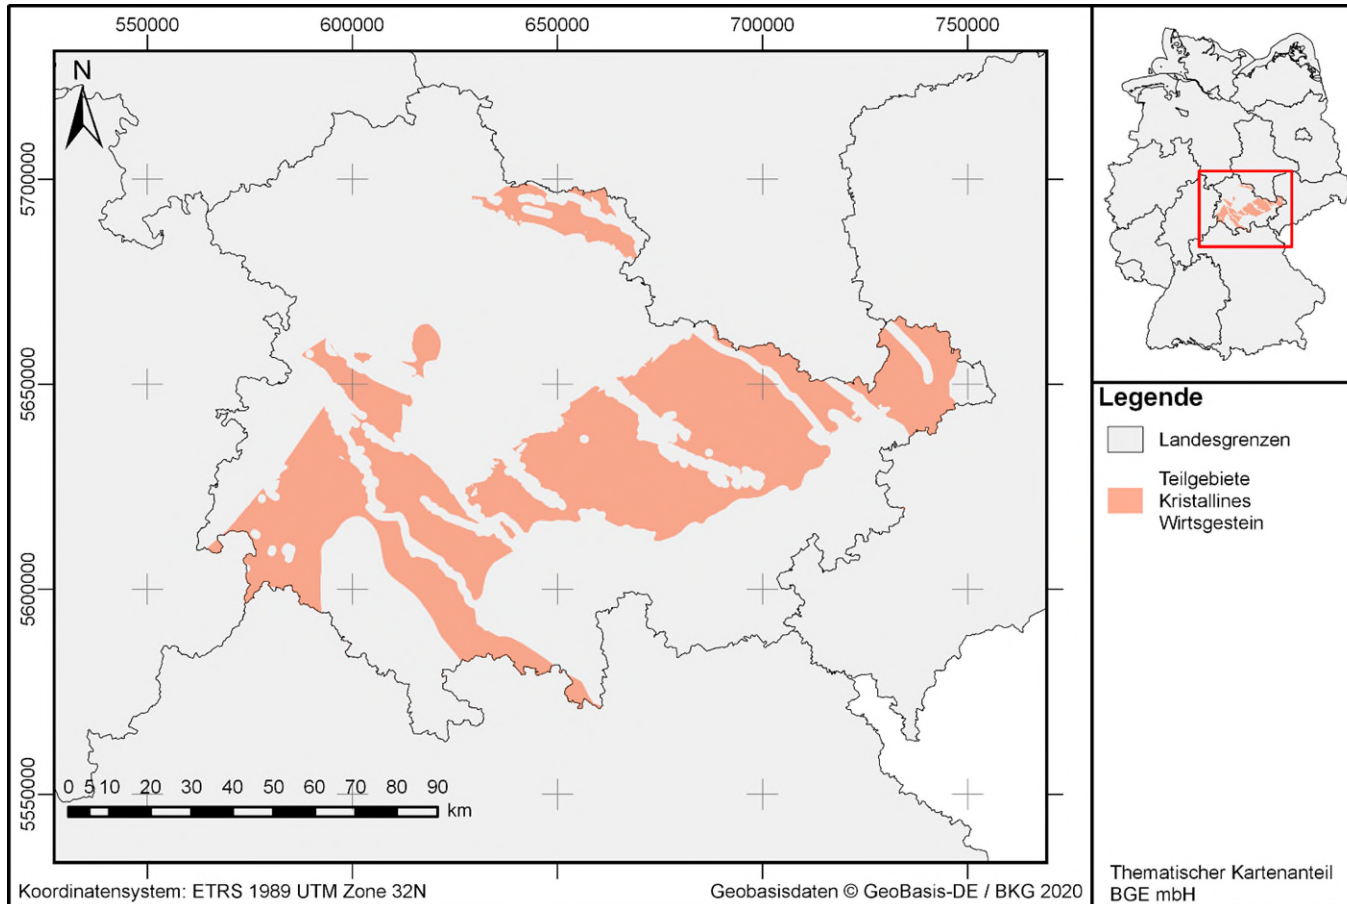 550000 600000 650000 700000 750000
N
5700000
5650000
5600000
5550000
0 5 10 20 30 40 50 60 70 80 90
km
Koordinatensystem: ETRS 1989 UTM Zone 32N
Geobasisdaten © GeoBasis-DE / BKG 2020
Legende
Landesgrenzen
Teilgebiete
Kristallines
Wirtsgestein
Thematischer Kartenanteil
BGE mbH